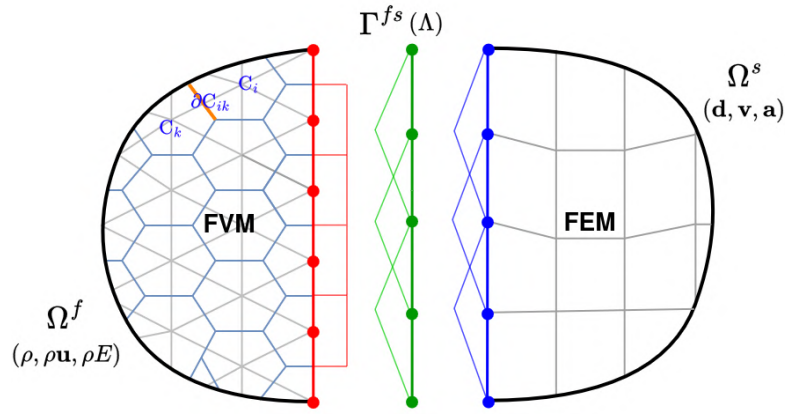 Γ^{fs} (Λ)
C_i
∂C_{ik}
C_k
FVM
Ω^f
(ρ, ρu, ρE)
Ω^s
(d, v, a)
FEM